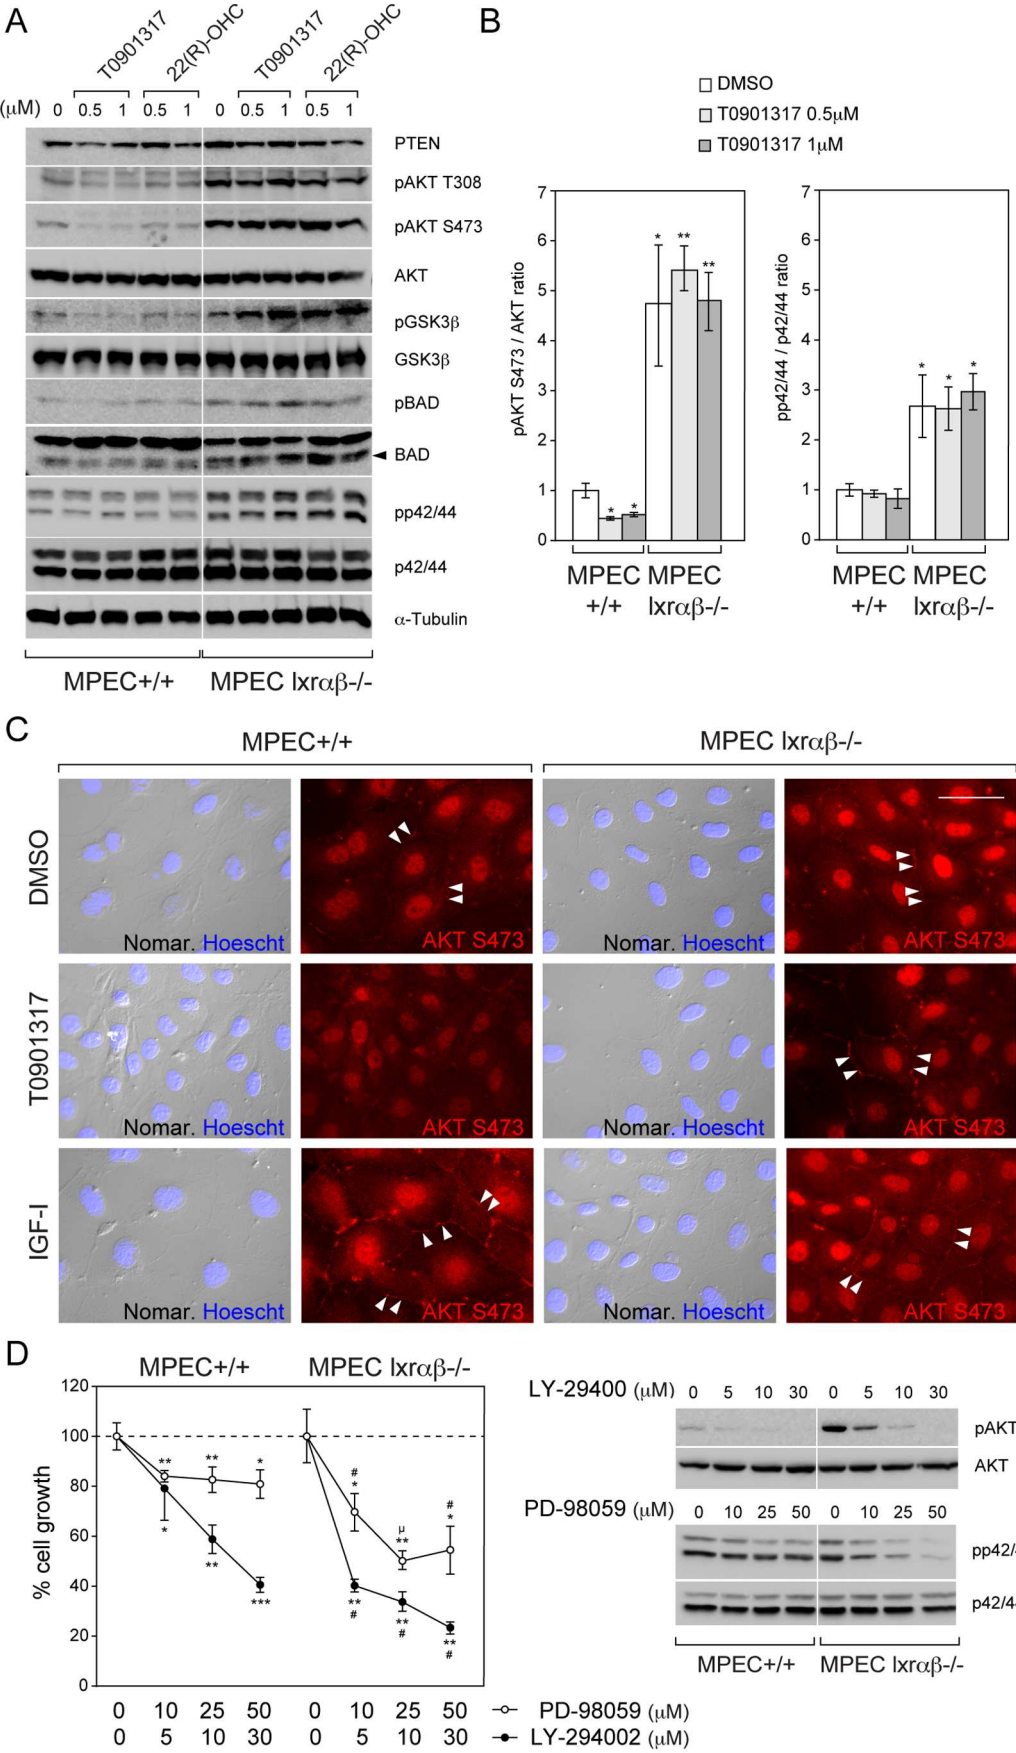 A
T0901317 22(R)-OHC T0901317 22(R)-OHC
(μM) 0 0.5 1 0.5 1 0 0.5 1 0.5 1
PTEN
pAKT T308
pAKT S473
AKT
pGSK3β
GSK3β
pBAD
BAD
pp42/44
p42/44
α-Tubulin
MPEC+/+ MPEC lxrαβ-/-
B
DMSO
T0901317 0.5μM
T0901317 1μM
pAKT S473 / AKT ratio
7
6
5
4
3
2
1
0
* ** **
* *
MPEC MPEC
+/+ lxrαβ-/-
pp42/44 / p42/44 ratio
7
6
5
4
3
2
1
0
* * *
MPEC MPEC
+/+ lxrαβ-/-
C
MPEC+/+ MPEC lxrαβ-/-
DMSO
Nomar. Hoescht AKT S473 Nomar. Hoescht AKT S473
T0901317
Nomar. Hoescht AKT S473 Nomar. Hoescht AKT S473
IGF-I
Nomar. Hoescht AKT S473 Nomar. Hoescht AKT S473
D
MPEC+/+ MPEC lxrαβ-/-
% cell growth
120
100
80
60
40
20
0
** ** *
* ** ***
# *
μ **
# *
** #
** #
** #
0 10 25 50 0 10 25 50 PD-98059 (μM)
0 5 10 30 0 5 10 30 LY-294002 (μM)
LY-29400 (μM) 0 5 10 30 0 5 10 30
pAKT
AKT
PD-98059 (μM) 0 10 25 50 0 10 25 50
pp42/4
p42/44
MPEC+/+ MPEC lxrαβ-/-